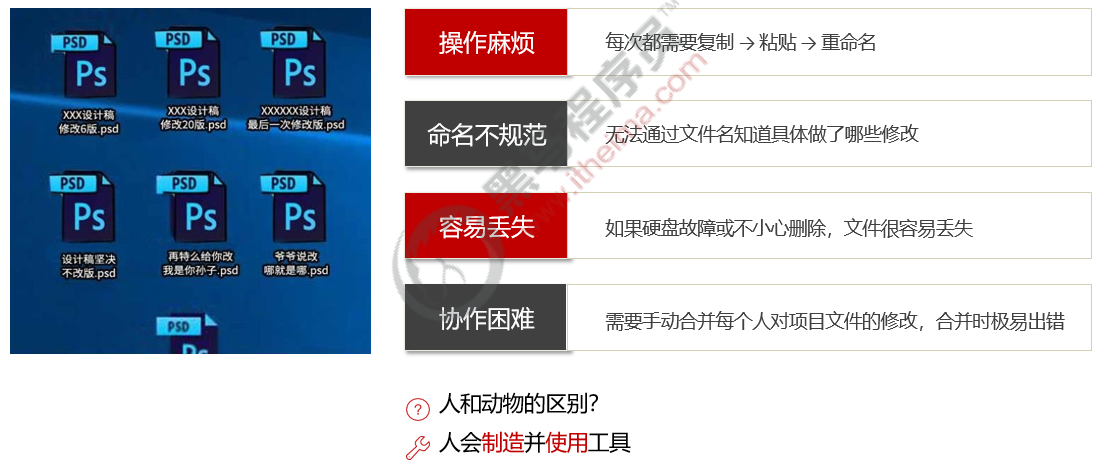 PSD
PSD
PSD
Ps
Ps
Ps
XXX设计稿
修改6版.psd
XXX设计稿
修改20版.psd
XXXXXX设计稿
最后一次修改版.psd
PSD
PSD
PSD
Ps
Ps
Ps
设计稿坚决
不改版.psd
再特么给你改
我是你孙子.psd
爷爷说改
哪就是哪.psd
PSD
Ps
操作麻烦
每次都需要复制 → 粘贴 → 重命名
命名不规范
无法通过文件名知道具体做了哪些修改
容易丢失
如果硬盘故障或不小心删除，文件很容易丢失
协作困难
需要手动合并每个人对项目文件的修改，合并时极易出错
? 人和动物的区别?
人会制造并使用工具
黑马程序员™
www.itheima.com